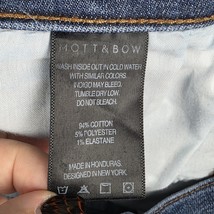 MOTT & BOW
WASH INSIDE OUT IN COLD WATER
WITH SIMILAR COLORS.
INDIGO MAY BLEED.
TUMBLE DRY LOW.
DO NOT BLEACH.
94% COTTON
5% POLYESTER
1% ELASTANE
MADE IN HONDURAS
DESIGNED IN NEW YORK.